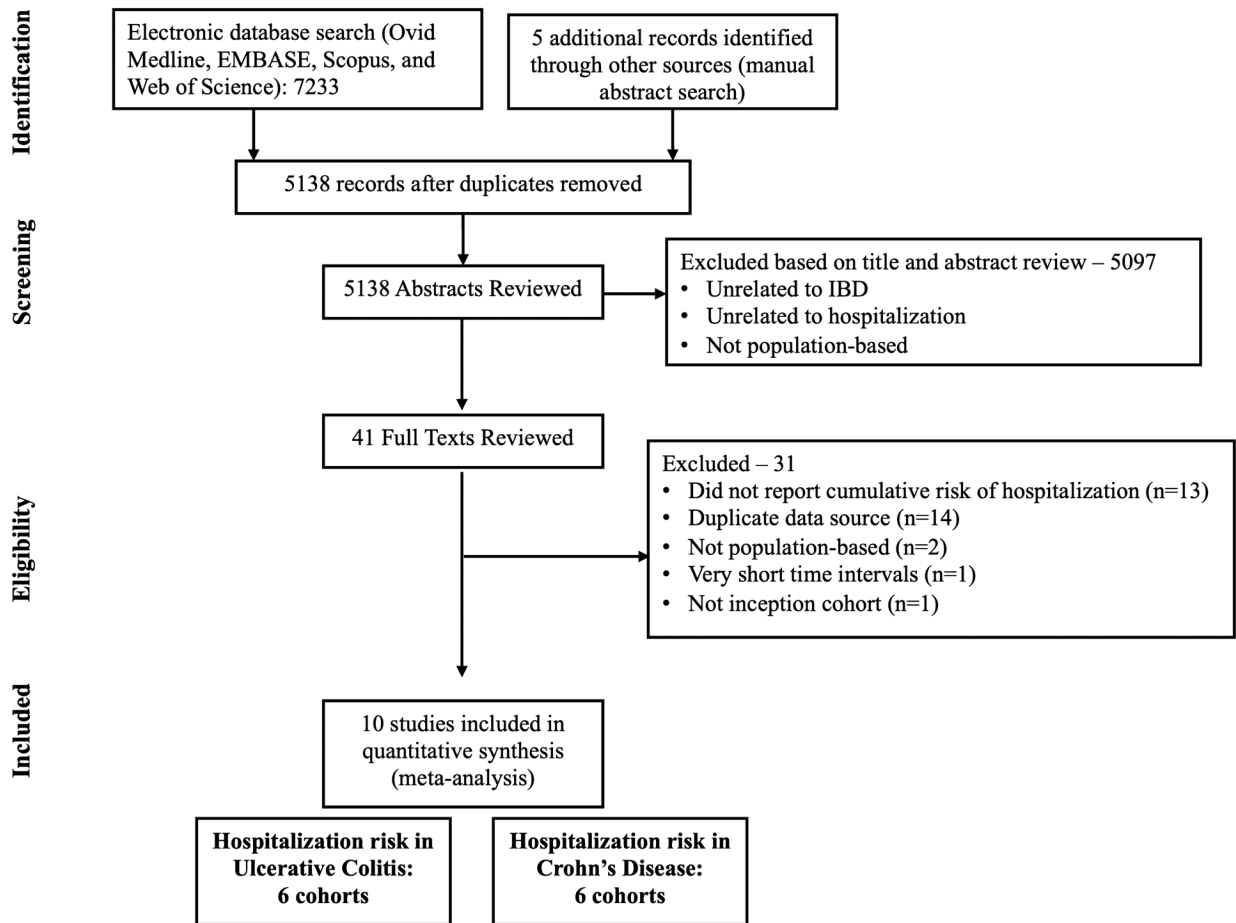 Identification
Electronic database search (Ovid
Medline, EMBASE, Scopus, and
Web of Science): 7233
5 additional records identified
through other sources (manual
abstract search)
5138 records after duplicates removed
Screening
5138 Abstracts Reviewed
Excluded based on title and abstract review – 5097
• Unrelated to IBD
• Unrelated to hospitalization
• Not population-based
41 Full Texts Reviewed
Eligibility
Excluded – 31
• Did not report cumulative risk of hospitalization (n=13)
• Duplicate data source (n=14)
• Not population-based (n=2)
• Very short time intervals (n=1)
• Not inception cohort (n=1)
Included
10 studies included in
quantitative synthesis
(meta-analysis)
Hospitalization risk in
Ulcerative Colitis:
6 cohorts
Hospitalization risk in
Crohn’s Disease:
6 cohorts